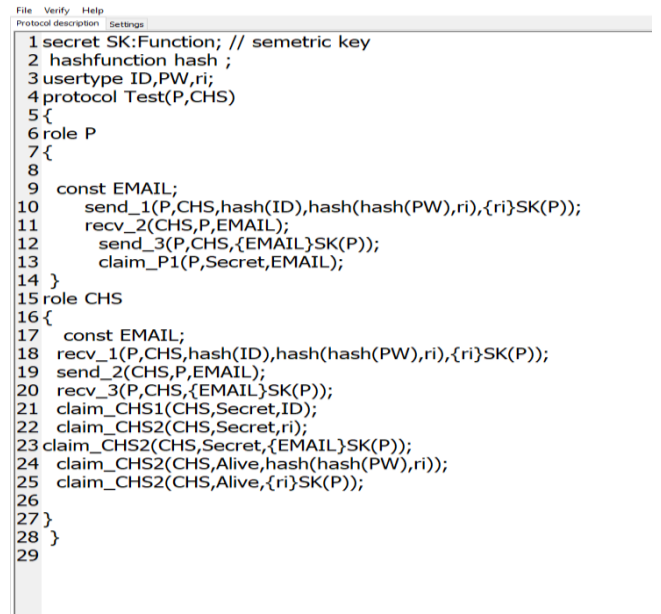 File Verify Help
Protocol description Settings
1 secret SK:Function; // semetric key
2 hashfunction hash ;
3 usertype ID,PW,ri;
4 protocol Test(P,CHS)
5 {
6 role P
7 {
8
9 const EMAIL;
10 send_1(P,CHS,hash(ID),hash(hash(PW),ri),{ri}SK(P));
11 recv_2(CHS,P,EMAIL);
12 send_3(P,CHS,{EMAIL}SK(P));
13 claim_P1(P,Secret,EMAIL);
14 }
15 role CHS
16 {
17 const EMAIL;
18 recv_1(P,CHS,hash(ID),hash(hash(PW),ri),{ri}SK(P));
19 send_2(CHS,P,EMAIL);
20 recv_3(P,CHS,{EMAIL}SK(P));
21 claim_CHS1(CHS,Secret,ID);
22 claim_CHS2(CHS,Secret,ri);
23 claim_CHS2(CHS,Secret,{EMAIL}SK(P));
24 claim_CHS2(CHS,Alive,hash(hash(PW),ri));
25 claim_CHS2(CHS,Alive,{ri}SK(P));
26
27 }
28 }
29